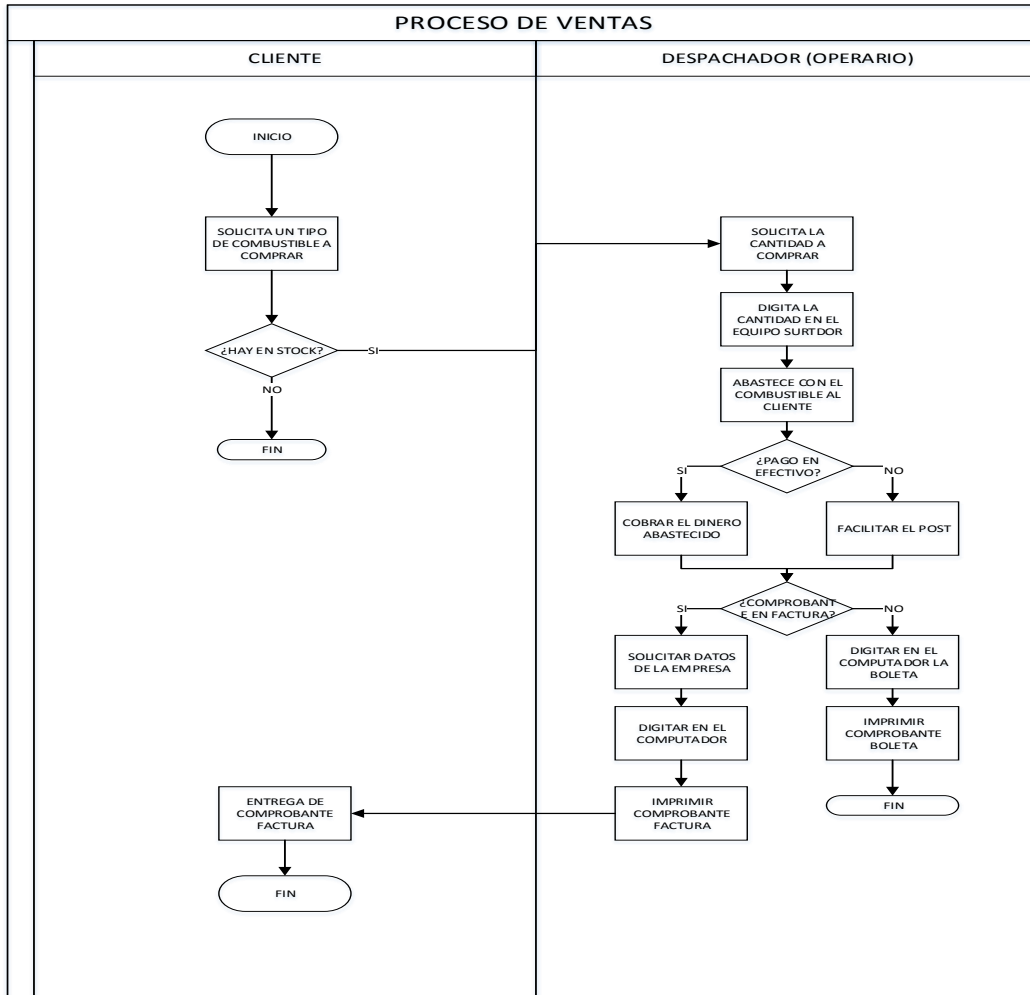 PROCESO DE VENTAS
CLIENTE
DESPACHADOR (OPERARIO)
INICIO
SOLICITA UN TIPO
DE COMBUSTIBLE A
COMPRAR
¿HAY EN STOCK?
SI
NO
FIN
SOLICITA LA
CANTIDAD A
COMPRAR
DIGITA LA
CANTIDAD EN EL
EQUIPO SURTDOR
ABASTECE CON EL
COMBUSTIBLE AL
CLIENTE
¿PAGO EN
EFECTIVO?
SI
NO
COBRAR EL DINERO
ABASTECIDO
FACILITAR EL POST
¿COMPROBANT
E EN FACTURA?
SI
NO
SOLICITAR DATOS
DE LA EMPRESA
DIGITAR EN EL
COMPUTADOR LA
BOLETA
DIGITAR EN EL
COMPUTADOR
IMPRIMIR
COMPROBANTE
BOLETA
IMPRIMIR
COMPROBANTE
FACTURA
FIN
ENTREGA DE
COMPROBANTE
FACTURA
FIN